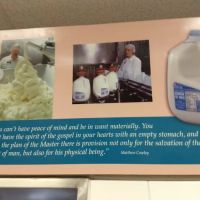 can't have peace of mind and be in want materially. You
have the spirit of the gospel in your hearts with an empty stomach, and
the plan of the Master there is provision not only for the salvation of the
of man, but also for his physical being."
Matthew Cowley